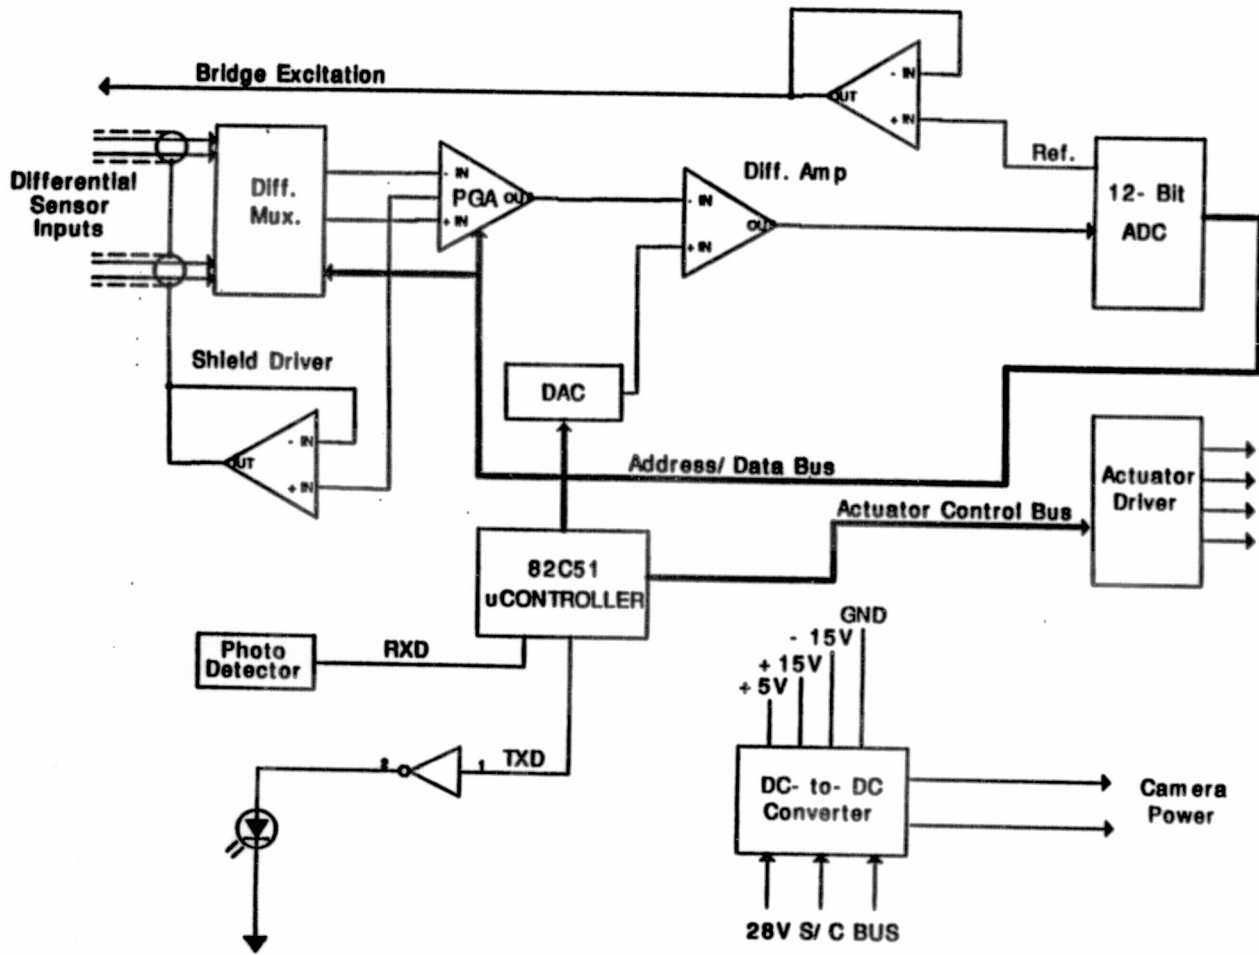 Bridge Excitation
- IN
OUT
+ IN
Ref.
Differential
Sensor
Inputs
Diff.
Mux.
- IN
PGA
OUT
+ IN
Diff. Amp
- IN
OUT
+ IN
12- Bit
ADC
Shield Driver
- IN
OUT
+ IN
DAC
Address/ Data Bus
Actuator Control Bus
Actuator
Driver
82C51
uCONTROLLER
Photo
Detector
RXD
TXD
2
1
GND
- 15V
+ 15V
+ 5V
DC- to- DC
Converter
Camera
Power
28V S/ C BUS